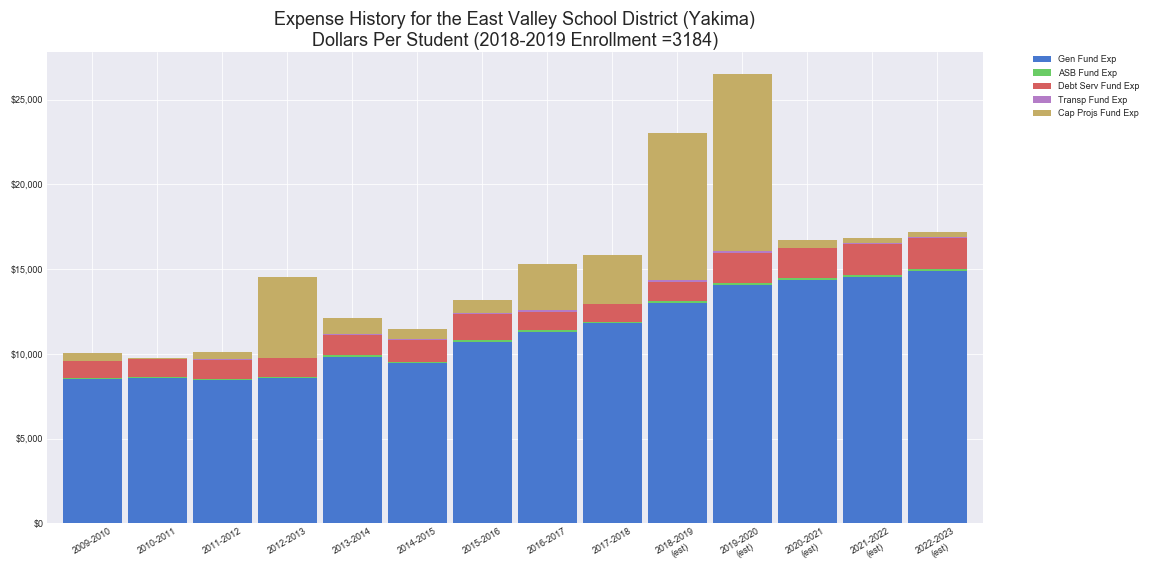 Expense History for the East Valley School District (Yakima)
Dollars Per Student (2018-2019 Enrollment =3184)
Gen Fund Exp
ASB Fund Exp
Debt Serv Fund Exp
Transp Fund Exp
Cap Projs Fund Exp
$25,000
$20,000
$15,000
$10,000
$5,000
$0
2009-2010
2010-2011
2011-2012
2012-2013
2013-2014
2014-2015
2015-2016
2016-2017
2017-2018
2018-2019
(est)
2019-2020
(est)
2020-2021
(est)
2021-2022
(est)
2022-2023
(est)